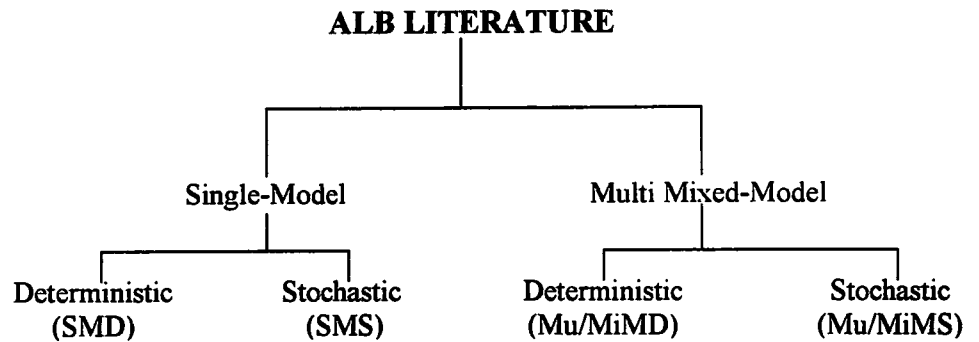 ALB LITERATURE
Single-Model
Multi Mixed-Model
Deterministic
(SMD)
Stochastic
(SMS)
Deterministic
(Mu/MiMD)
Stochastic
(Mu/MiMS)